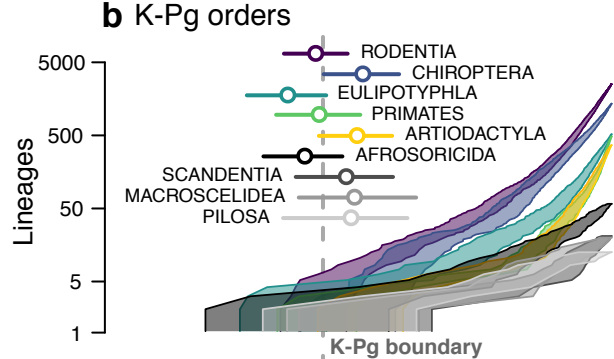 b K-Pg orders
5000
500
50
5
1
Lineages
RODENTIA
CHIROPTERA
EULIPOTYPHLA
PRIMATES
ARTIODACTYLA
AFROSORICIDA
SCANDENTIA
MACROSCELIDEA
PILOSA
K-Pg boundary